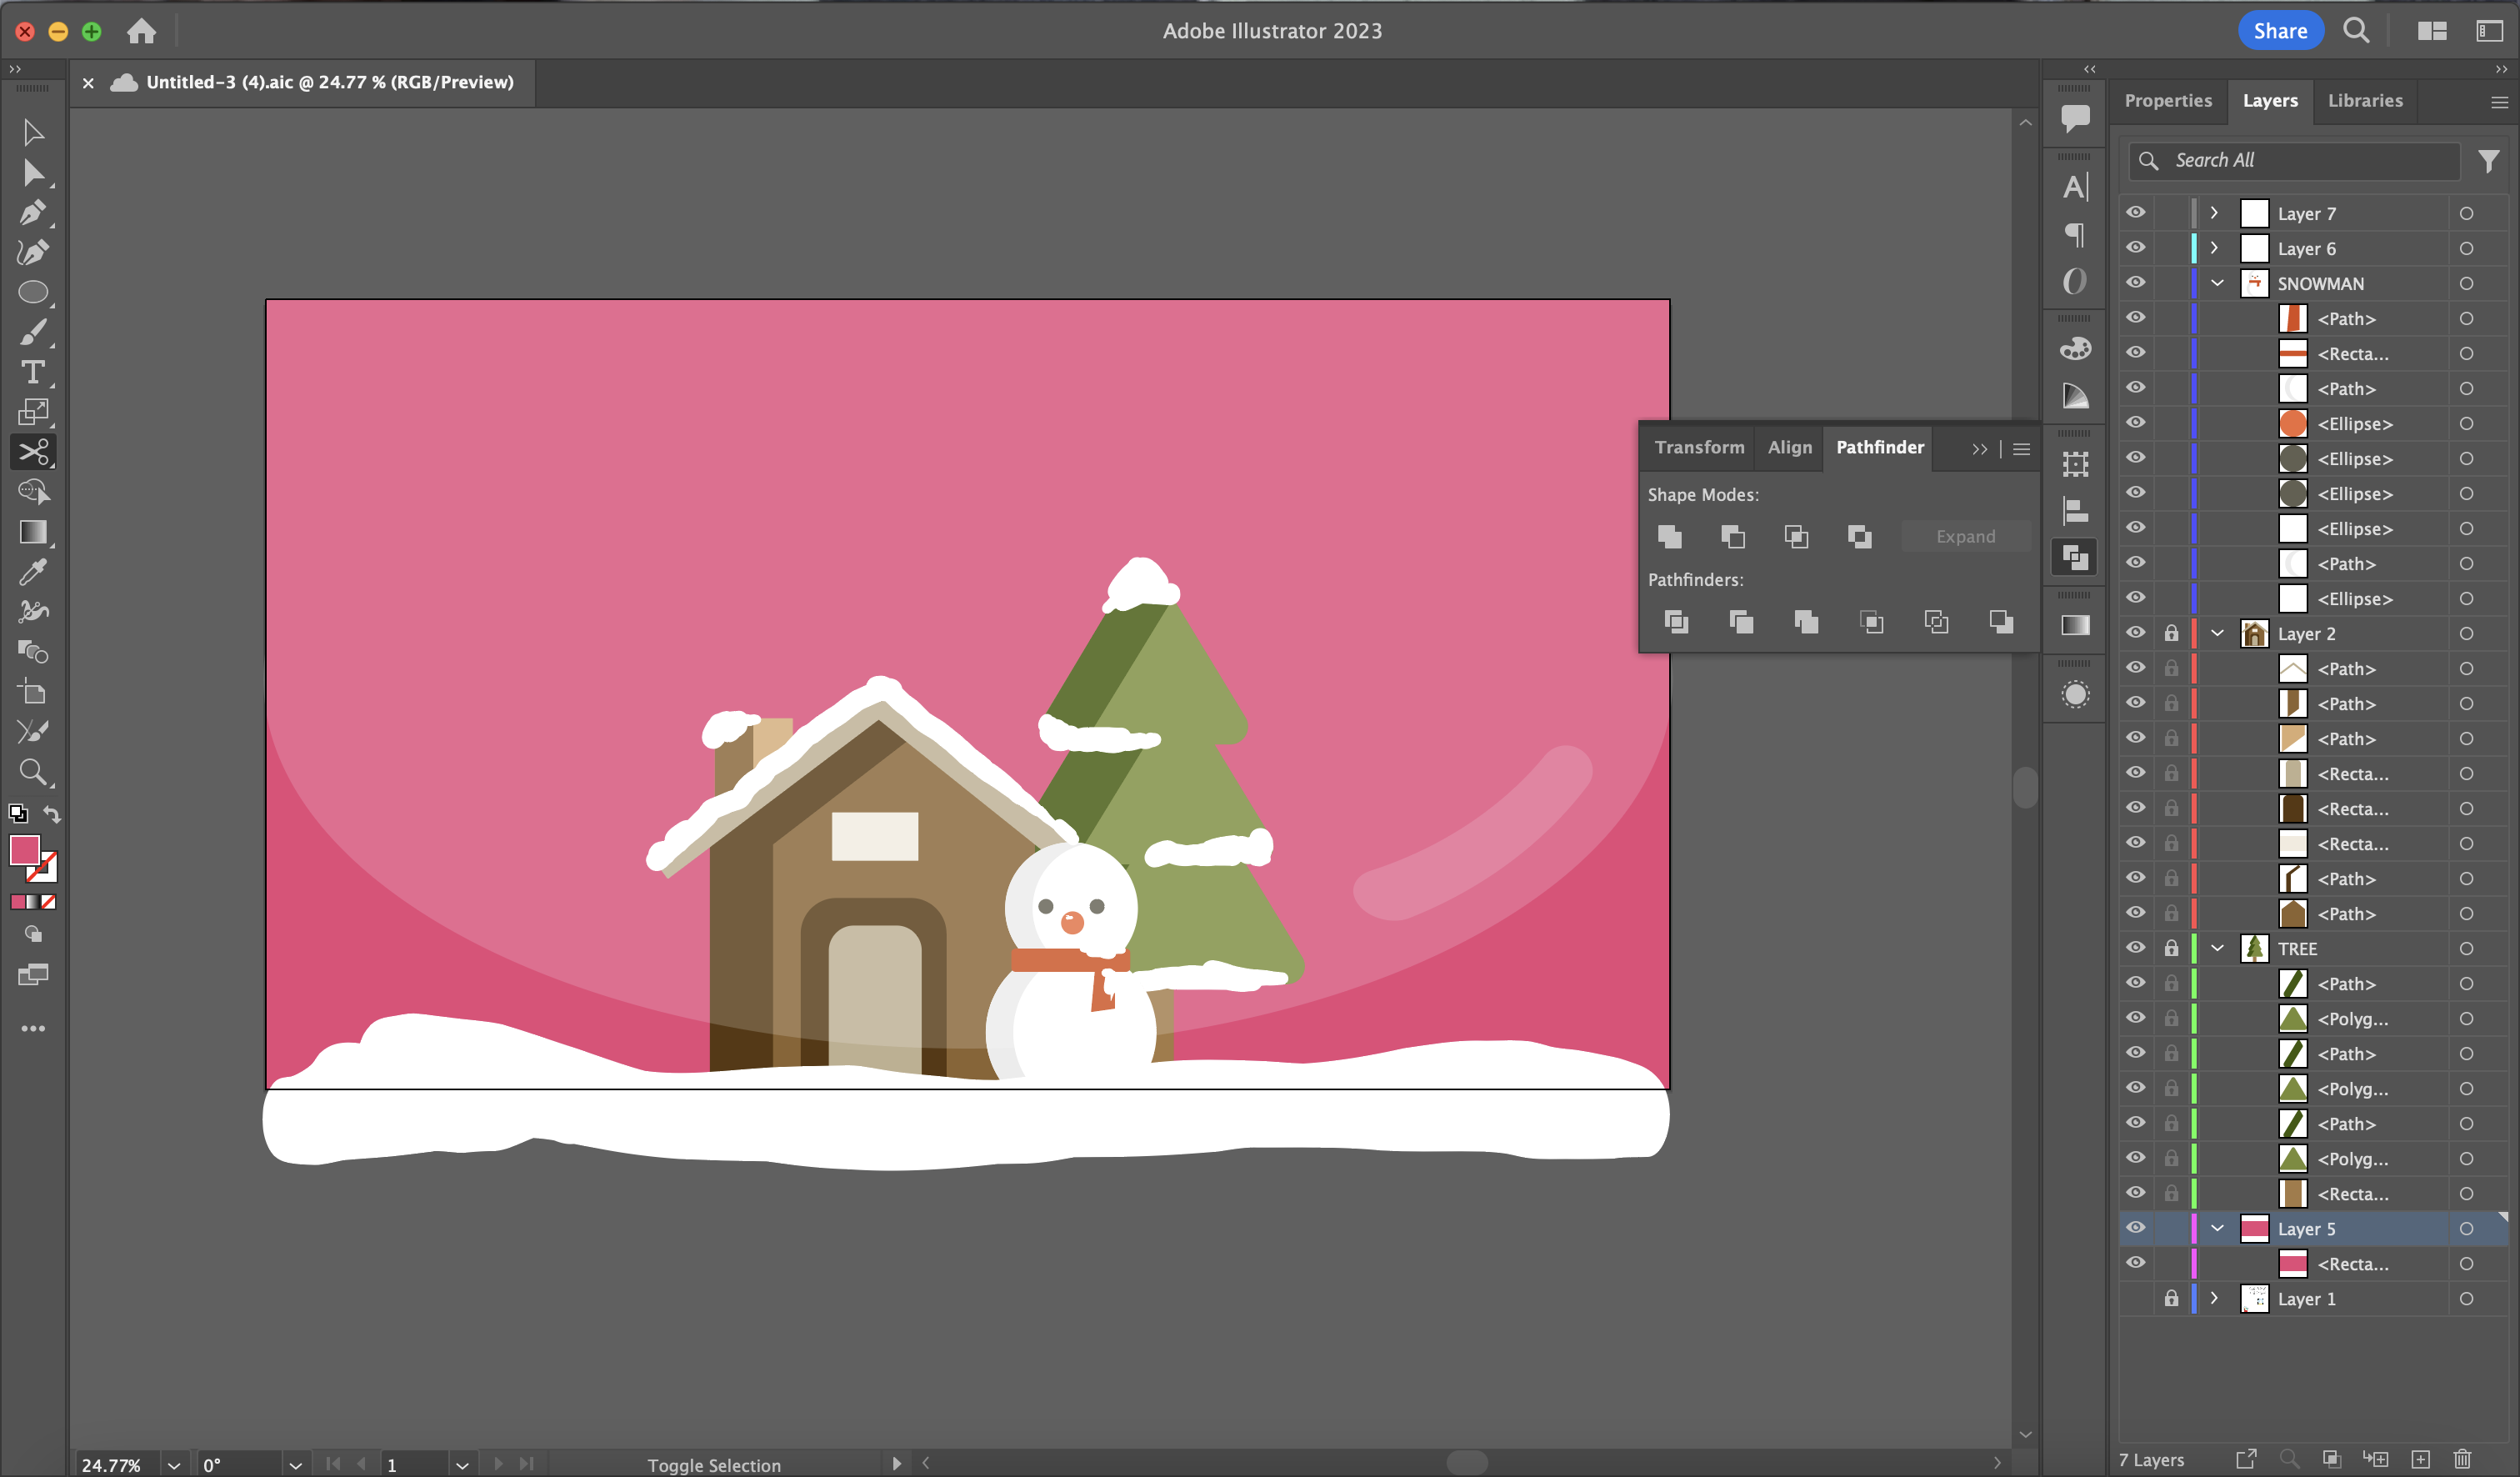 Adobe Illustrator 2023
Share
Untitled-3 (4).aic @ 24.77 % (RGB/Preview)
Properties
Layers
Libraries
Search All
Layer 7
Layer 6
SNOWMAN
<Path>
<Recta...
<Path>
<Ellipse>
<Ellipse>
<Ellipse>
<Ellipse>
<Path>
<Ellipse>
Layer 2
<Path>
<Path>
<Path>
<Recta...
<Recta...
<Recta...
<Path>
<Path>
TREE
<Path>
<Polyg...
<Path>
<Polyg...
<Path>
<Polyg...
<Recta...
Layer 5
<Recta...
Layer 1
7 Layers
Transform
Align
Pathfinder
Shape Modes:
Expand
Pathfinders:
24.77%
0°
1
Toggle Selection